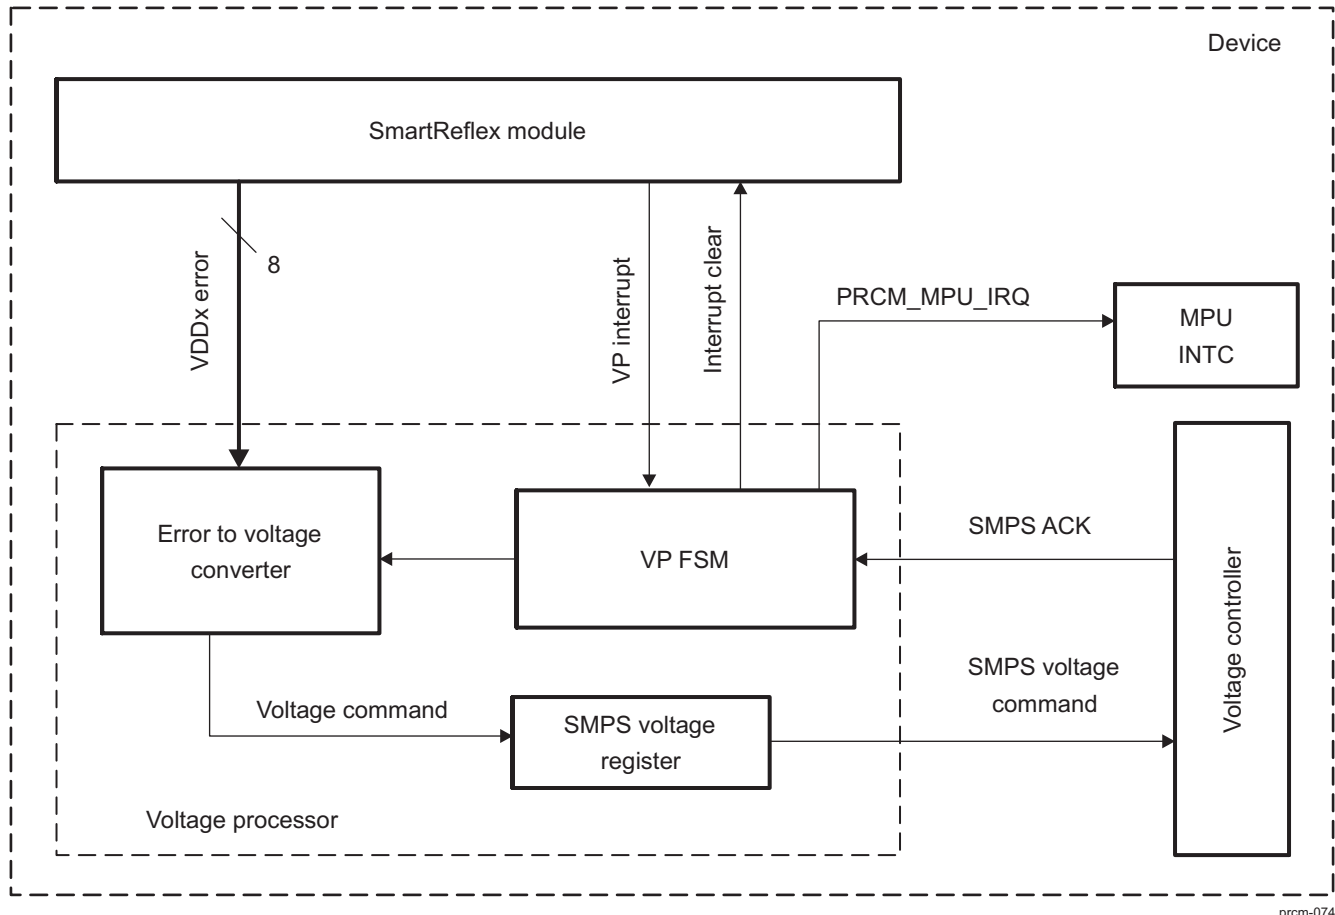 Device
SmartReflex module
8
VDDx error
VP interrupt
Interrupt clear
PRCM_MPU_IRQ
MPU
INTC
Error to voltage
converter
VP FSM
SMPS ACK
Voltage controller
SMPS voltage
command
Voltage command
SMPS voltage
register
Voltage processor
prcm-074